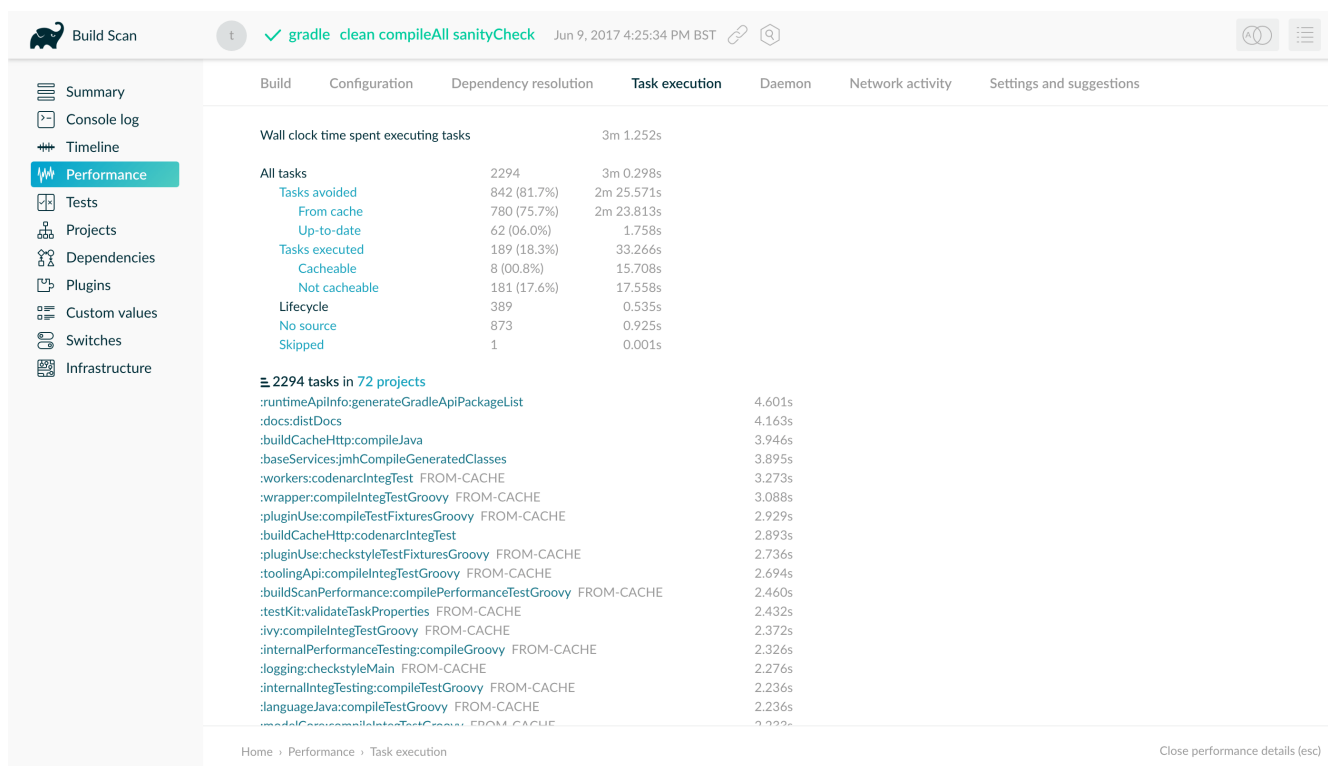 Build Scan
t gradle clean compileAll sanityCheck Jun 9, 2017 4:25:34 PM BST
A
Summary
Console log
Timeline
Performance
Tests
Projects
Dependencies
Plugins
Custom values
Switches
Infrastructure
Build Configuration Dependency resolution Task execution Daemon Network activity Settings and suggestions
Wall clock time spent executing tasks 3m 1.252s
All tasks 2294 3m 0.298s
Tasks avoided 842 (81.7%) 2m 25.571s
From cache 780 (75.7%) 2m 23.813s
Up-to-date 62 (06.0%) 1.758s
Tasks executed 189 (18.3%) 33.266s
Cacheable 8 (00.8%) 15.708s
Not cacheable 181 (17.6%) 17.558s
Lifecycle 389 0.535s
No source 873 0.925s
Skipped 1 0.001s
2294 tasks in 72 projects
:runtimeApiInfo:generateGradleApiPackageList 4.601s
:docs:distDocs 4.163s
:buildCacheHttp:compileJava 3.946s
:baseServices:jmhCompileGeneratedClasses 3.895s
:workers:codenarcIntegTest FROM-CACHE 3.273s
:wrapper:compileIntegTestGroovy FROM-CACHE 3.088s
:pluginUse:compileTestFixturesGroovy FROM-CACHE 2.929s
:buildCacheHttp:codenarcIntegTest 2.893s
:pluginUse:checkstyleTestFixturesGroovy FROM-CACHE 2.736s
:toolingApi:compileIntegTestGroovy FROM-CACHE 2.694s
:buildScanPerformance:compilePerformanceTestGroovy FROM-CACHE 2.460s
:testKit:validateTaskProperties FROM-CACHE 2.432s
:ivy:compileIntegTestGroovy FROM-CACHE 2.372s
:internalPerformanceTesting:compileGroovy FROM-CACHE 2.326s
:logging:checkstyleMain FROM-CACHE 2.276s
:internalIntegTesting:compileTestGroovy FROM-CACHE 2.236s
:languageJava:compileTestGroovy FROM-CACHE 2.236s
:modelCore:compileIntegTestGroovy FROM-CACHE
Home › Performance › Task execution Close performance details (esc)